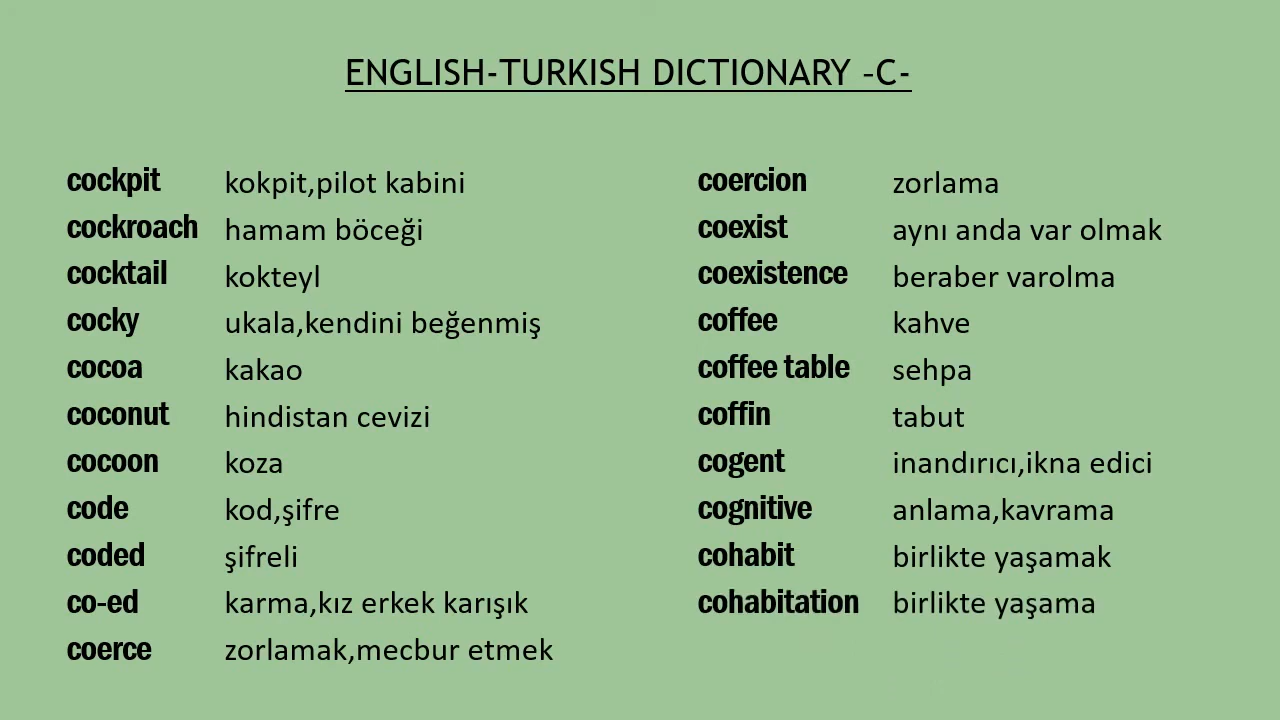 ENGLISH-TURKISH DICTIONARY –C-
cockpit kokpit,pilot kabini
cockroach hamam böceği
cocktail kokteyl
cocky ukala,kendini beğenmiş
cocoa kakao
coconut hindistan cevizi
cocoon koza
code kod,şifre
coded şifreli
co-ed karma,kız erkek karışık
coerce zorlamak,mecbur etmek
coercion zorlama
coexist aynı anda var olmak
coexistence beraber varolma
coffee kahve
coffee table sehpa
coffin tabut
cogent inandırıcı,ikna edici
cognitive anlama,kavrama
cohabit birlikte yaşamak
cohabitation birlikte yaşama